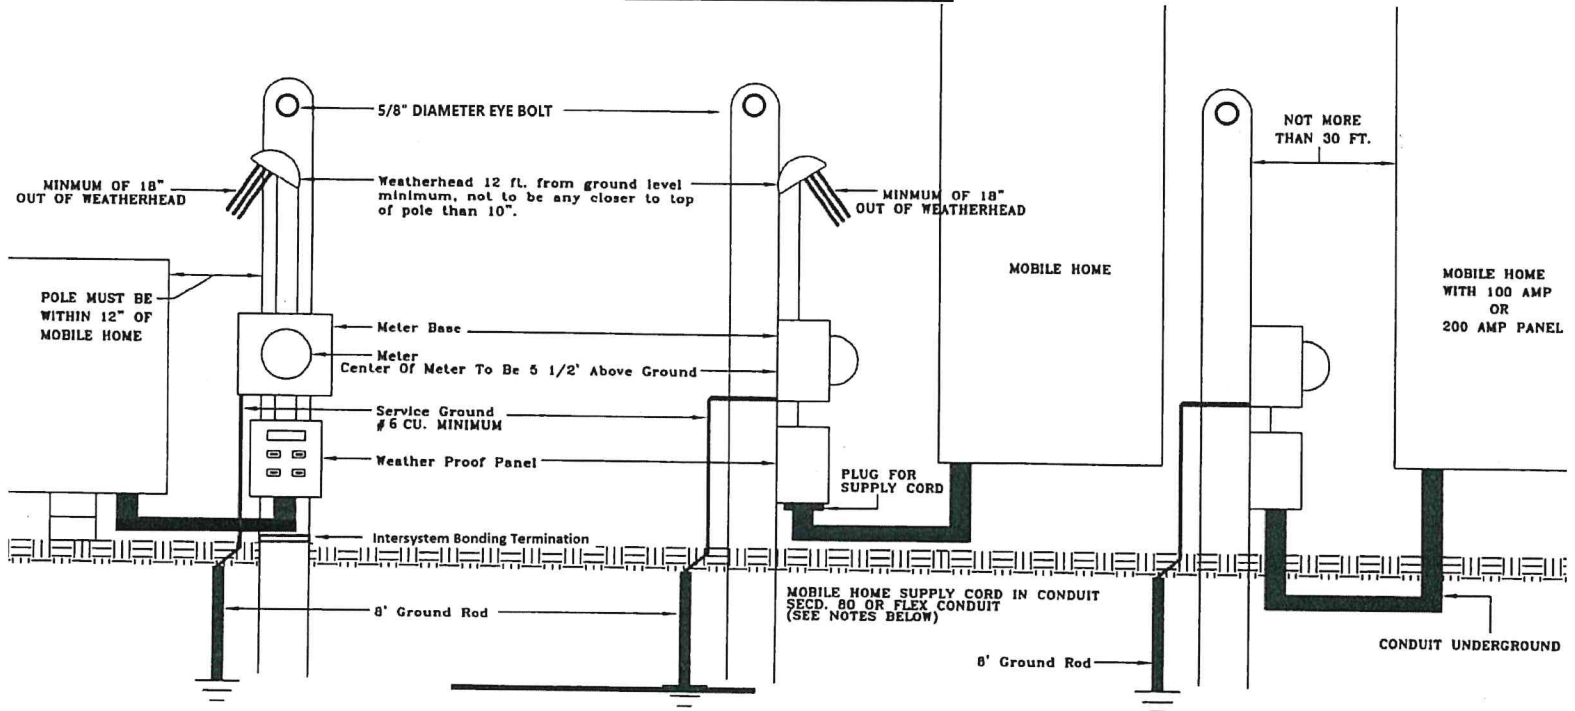 5/8" DIAMETER EYE BOLT
NOT MORE
THAN 30 FT.
MINMUM OF 18"
OUT OF WEATHERHEAD
Weatherhead 12 ft. from ground level
minimum, not to be any closer to top
of pole than 10".
MINMUM OF 18"
OUT OF WEATHERHEAD
POLE MUST BE
WITHIN 12" OF
MOBILE HOME
MOBILE HOME
MOBILE HOME
WITH 100 AMP
OR
200 AMP PANEL
Meter Base
Meter
Center Of Meter To Be 5 1/2' Above Ground
Service Ground
#6 CU. MINIMUM
Weather Proof Panel
PLUG FOR
SUPPLY CORD
Intersystem Bonding Termination
MOBILE HOME SUPPLY CORD IN CONDUIT
SECD. 80 OR FLEX CONDUIT
(SEE NOTES BELOW)
8' Ground Rod
8' Ground Rod
CONDUIT UNDERGROUND